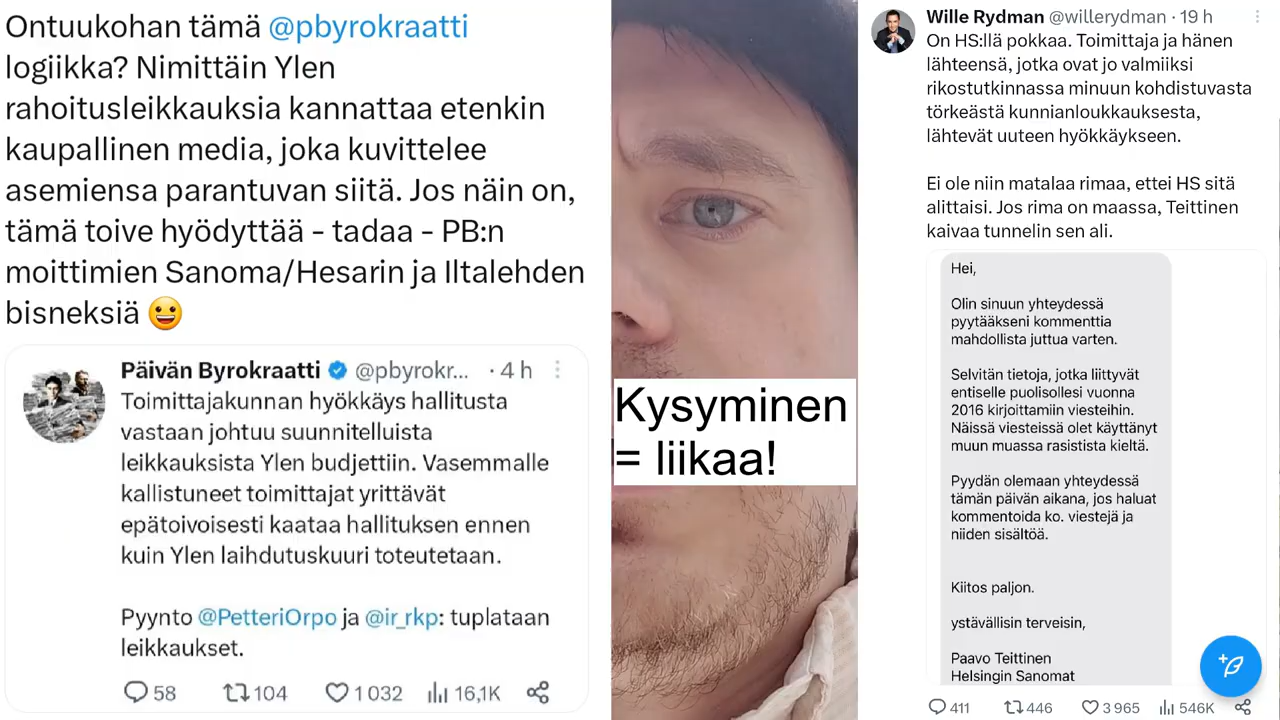 Ontuukohan tämä @pbyrokraatti
logiikka? Nimittäin Ylen
rahoitusleikkauksia kannattaa etenkin
kaupallinen media, joka kuvittelee
asemiensa parantuvan siitä. Jos näin on,
tämä toive hyödyttää - tadaa - PB:n
moittimien Sanoma/Hesarin ja Iltalehden
bisneksiä 😀
Päivän Byrokraatti @pbyrokr... · 4 h
Toimittajakunnan hyökkäys hallitusta
vastaan johtuu suunnitelluista
leikkauksista Ylen budjettiin. Vasemmalle
kallistuneet toimittajat yrittävät
epätoivoisesti kaataa hallituksen ennen
kuin Ylen laihdutuskuuri toteutetaan.
Pyynto @PetteriOrpo ja @ir_rkp: tuplataan
leikkaukset.
58 104 1 032 16,1K
Kysyminen
= liikaa!
Wille Rydman @willerydman · 19 h
On HS:llä pokkaa. Toimittaja ja hänen
lähteensä, jotka ovat jo valmiiksi
rikostutkinnassa minuun kohdistuvasta
törkeästä kunnianloukkauksesta,
lähtevät uuteen hyökkäykseen.
Ei ole niin matalaa rimaa, ettei HS sitä
alittaisi. Jos rima on maassa, Teittinen
kaivaa tunnelin sen ali.
Hei,
Olin sinuun yhteydessä
pyytääkseni kommenttia
mahdollista juttua varten.
Selvitän tietoja, jotka liittyvät
entiselle puolisollesi vuonna
2016 kirjoittamiin viesteihin.
Näissä viesteissä olet käyttänyt
muun muassa rasistista kieltä.
Pyydän olemaan yhteydessä
tämän päivän aikana, jos haluat
kommentoida ko. viestejä ja
niiden sisältöä.
Kiitos paljon.
ystävällisin terveisin,
Paavo Teittinen
Helsingin Sanomat
411 446 3 965 546K